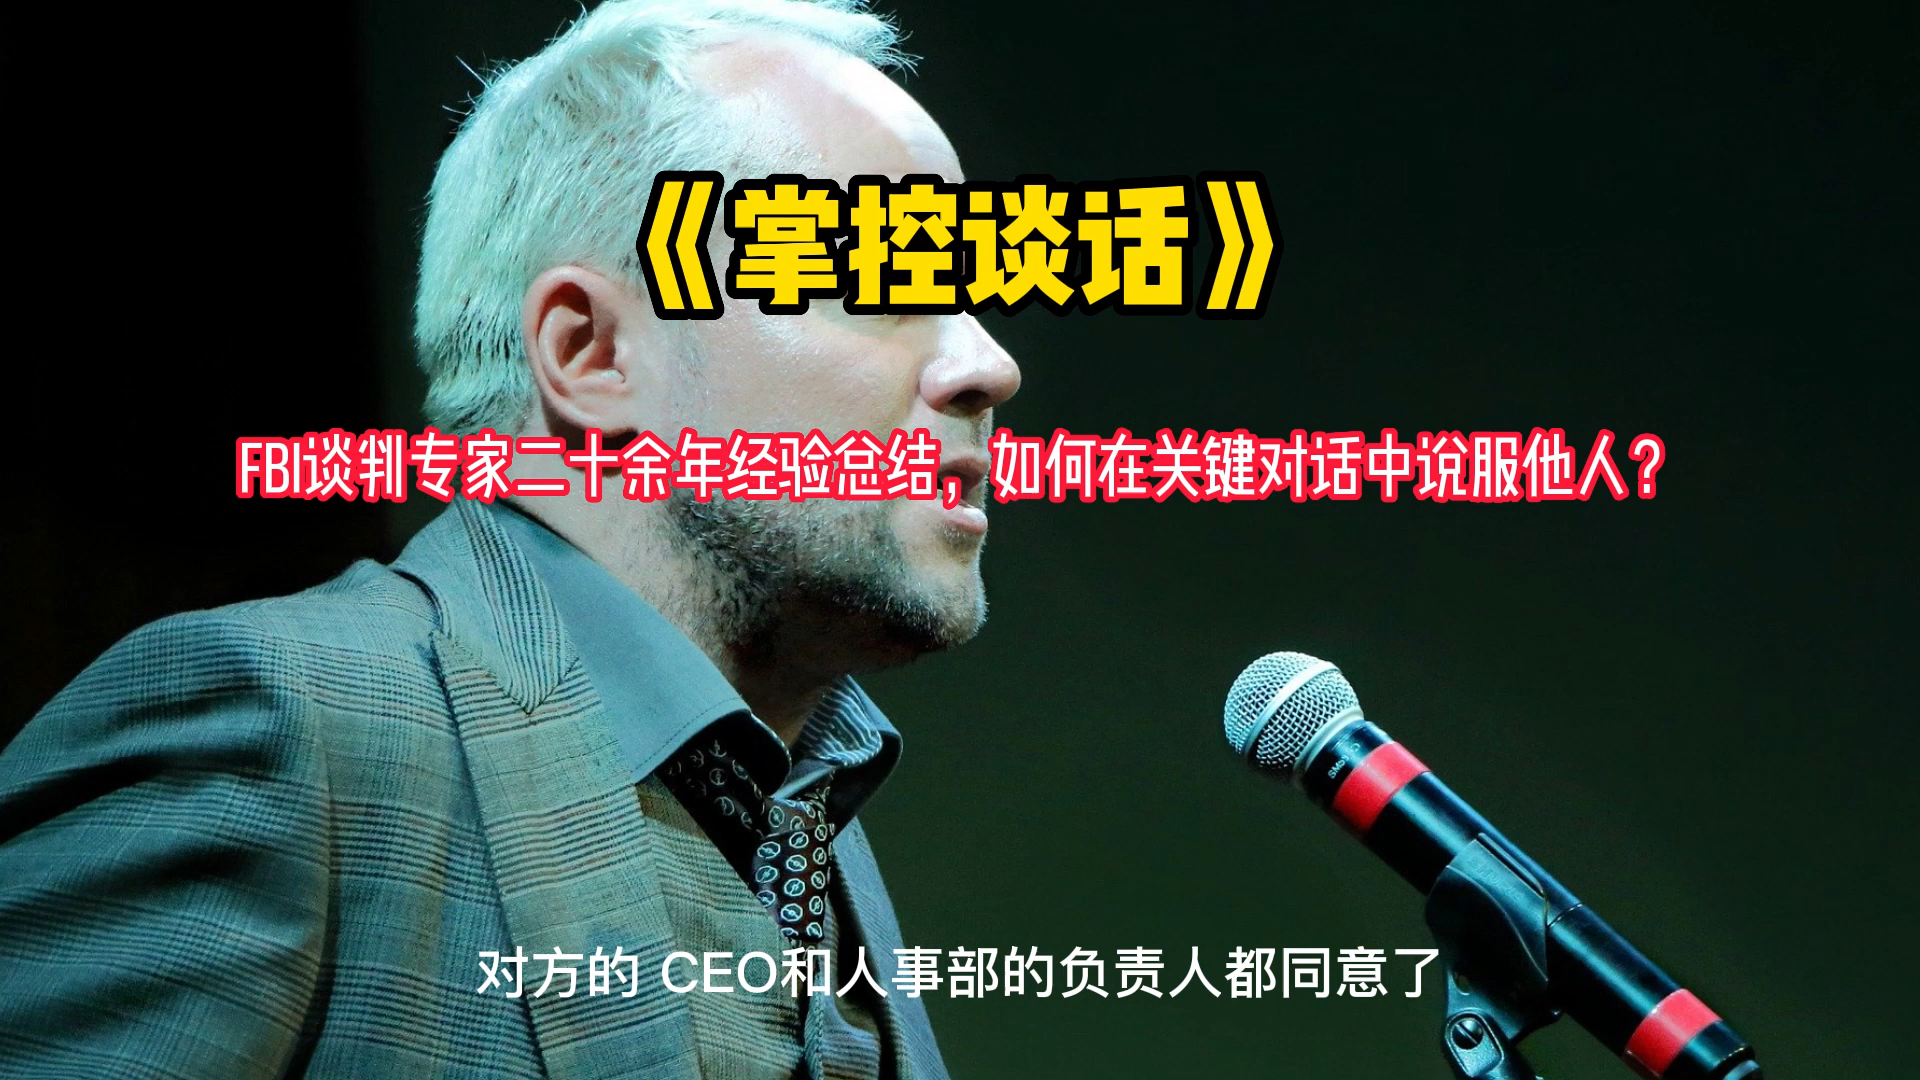 《掌控谈话》
FBI谈判专家二十余年经验总结，如何在关键对话中说服他人？
对方的 CEO和人事部的负责人都同意了